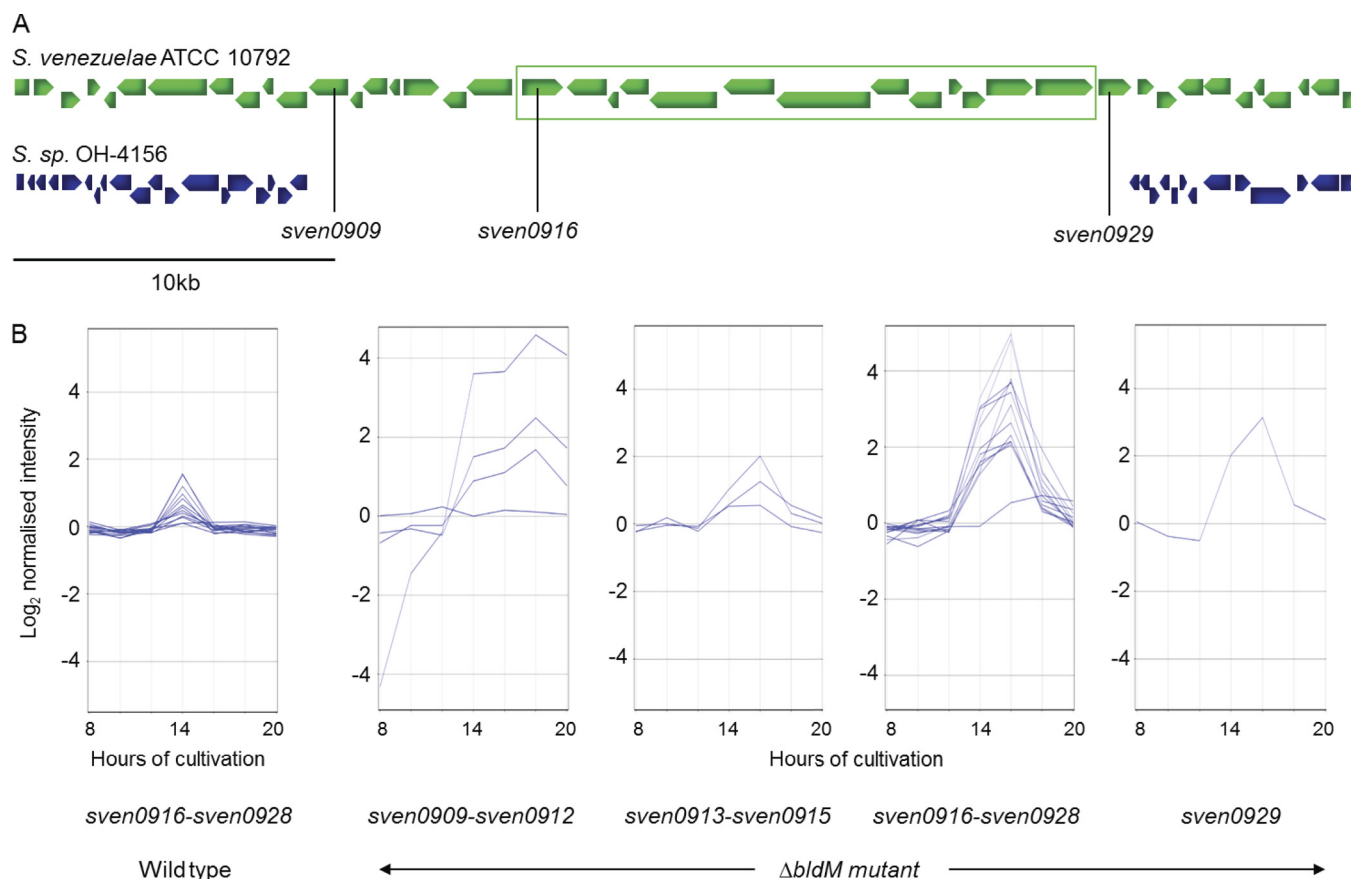 A
S. venezuelae ATCC 10792
S. sp. OH-4156
sven0909
sven0916
sven0929
10kb
B
Log2 normalised intensity
4
2
0
-2
-4
8
14
20
4
2
0
-2
-4
8
14
20
4
2
0
-2
-4
8
14
20
4
2
0
-2
-4
8
14
20
4
2
0
-2
-4
8
14
20
Hours of cultivation
Hours of cultivation
sven0916-sven0928
sven0909-sven0912
sven0913-sven0915
sven0916-sven0928
sven0929
Wild type
ΔbldM mutant